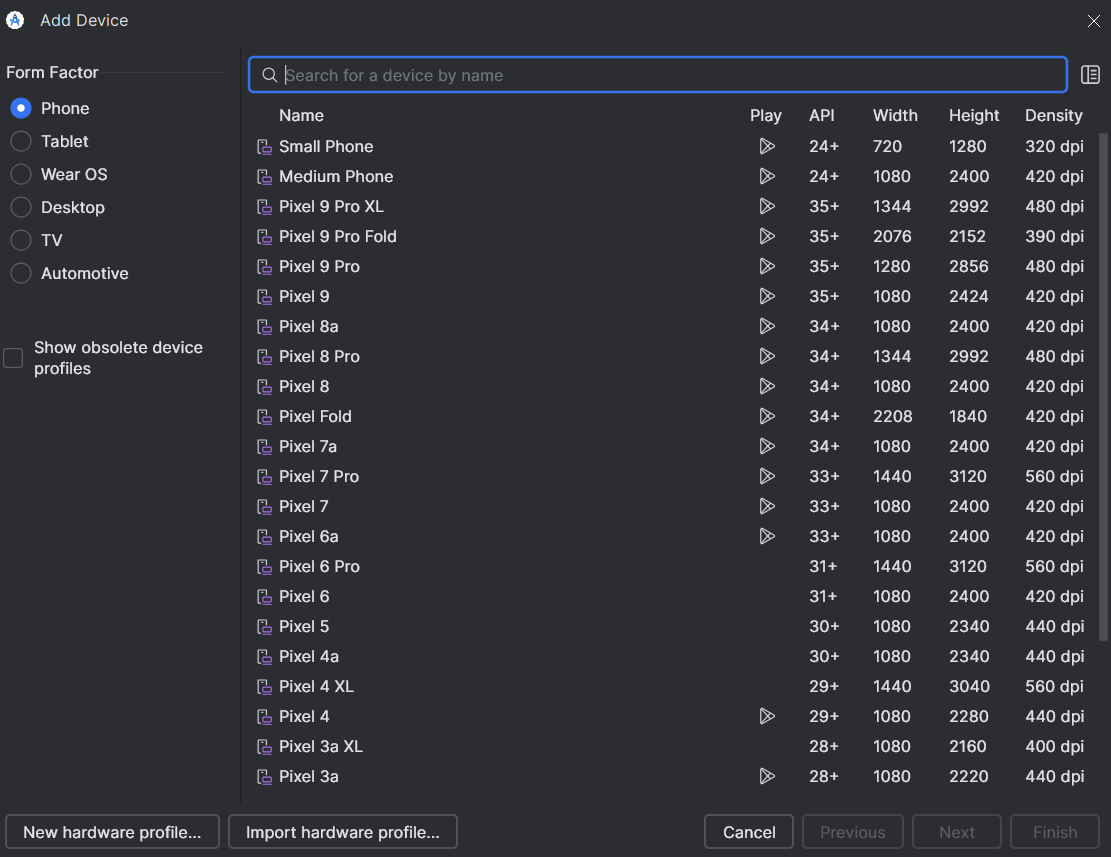 Add Device
Form Factor
Phone
Tablet
Wear OS
Desktop
TV
Automotive
Show obsolete device
profiles
Search for a device by name
Name Play API Width Height Density
Small Phone 24+ 720 1280 320 dpi
Medium Phone 24+ 1080 2400 420 dpi
Pixel 9 Pro XL 35+ 1344 2992 480 dpi
Pixel 9 Pro Fold 35+ 2076 2152 390 dpi
Pixel 9 Pro 35+ 1280 2856 480 dpi
Pixel 9 35+ 1080 2424 420 dpi
Pixel 8a 34+ 1080 2400 420 dpi
Pixel 8 Pro 34+ 1344 2992 480 dpi
Pixel 8 34+ 1080 2400 420 dpi
Pixel Fold 34+ 2208 1840 420 dpi
Pixel 7a 34+ 1080 2400 420 dpi
Pixel 7 Pro 33+ 1440 3120 560 dpi
Pixel 7 33+ 1080 2400 420 dpi
Pixel 6a 33+ 1080 2400 420 dpi
Pixel 6 Pro 31+ 1440 3120 560 dpi
Pixel 6 31+ 1080 2400 420 dpi
Pixel 5 30+ 1080 2340 440 dpi
Pixel 4a 30+ 1080 2340 440 dpi
Pixel 4 XL 29+ 1440 3040 560 dpi
Pixel 4 29+ 1080 2280 440 dpi
Pixel 3a XL 28+ 1080 2160 400 dpi
Pixel 3a 28+ 1080 2220 440 dpi
New hardware profile... Import hardware profile... Cancel Previous Next Finish